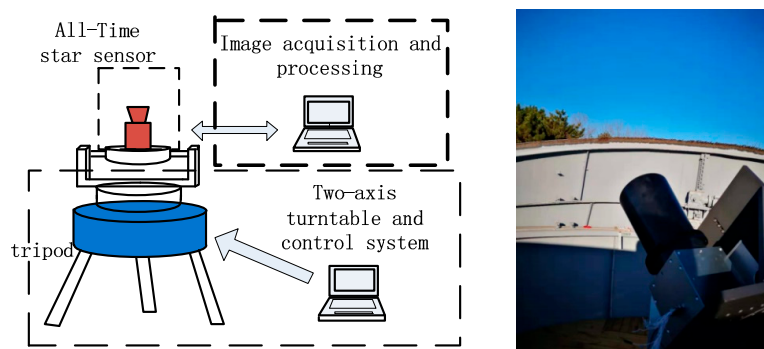 All-Time
star sensor
Image acquisition and
processing
Two-axis
turntable and
control system
tripod